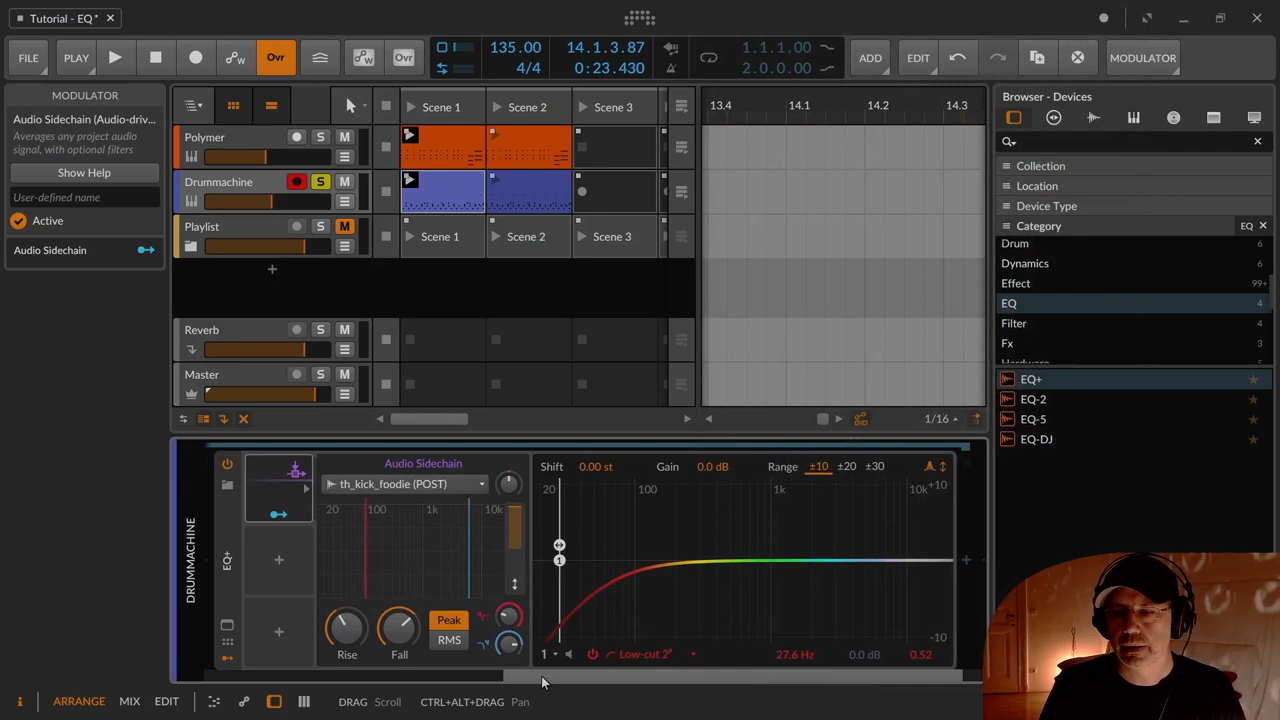 Tutorial - EQ*
FILE
PLAY
Ovr
Ovr
135.00
4/4
14.1.3.87
0:23.430
1.1.1.00
2.0.0.00
ADD
EDIT
MODULATOR
MODULATOR
Audio Sidechain (Audio-driv...
Averages any project audio
signal, with optional filters
Show Help
User-defined name
Active
Audio Sidechain
Scene 1
Scene 2
Scene 3
Polymer
S
M
Drummachine
S
M
Playlist
M
Scene 1
Scene 2
Scene 3
Reverb
S
M
Master
S
M
13.4
14.1
14.2
14.3
1/16
Browser - Devices
Collection
Location
Device Type
Category
EQ
Drum
6
Dynamics
6
Effect
99+
EQ
4
Filter
4
Fx
3
Hardware
EQ+
EQ-2
EQ-5
EQ-DJ
DRUMMACHINE
EQ+
Audio Sidechain
th_kick_foodie (POST)
20
100
1k
10k
Rise
Fall
Peak
RMS
Shift
0.00 st
Gain
0.0 dB
Range
±10
±20
±30
20
100
1k
10k
+10
1
-10
1
Low-cut 2ᵖ
27.6 Hz
0.0 dB
0.52
i
ARRANGE
MIX
EDIT
DRAG Scroll
CTRL+ALT+DRAG Pan